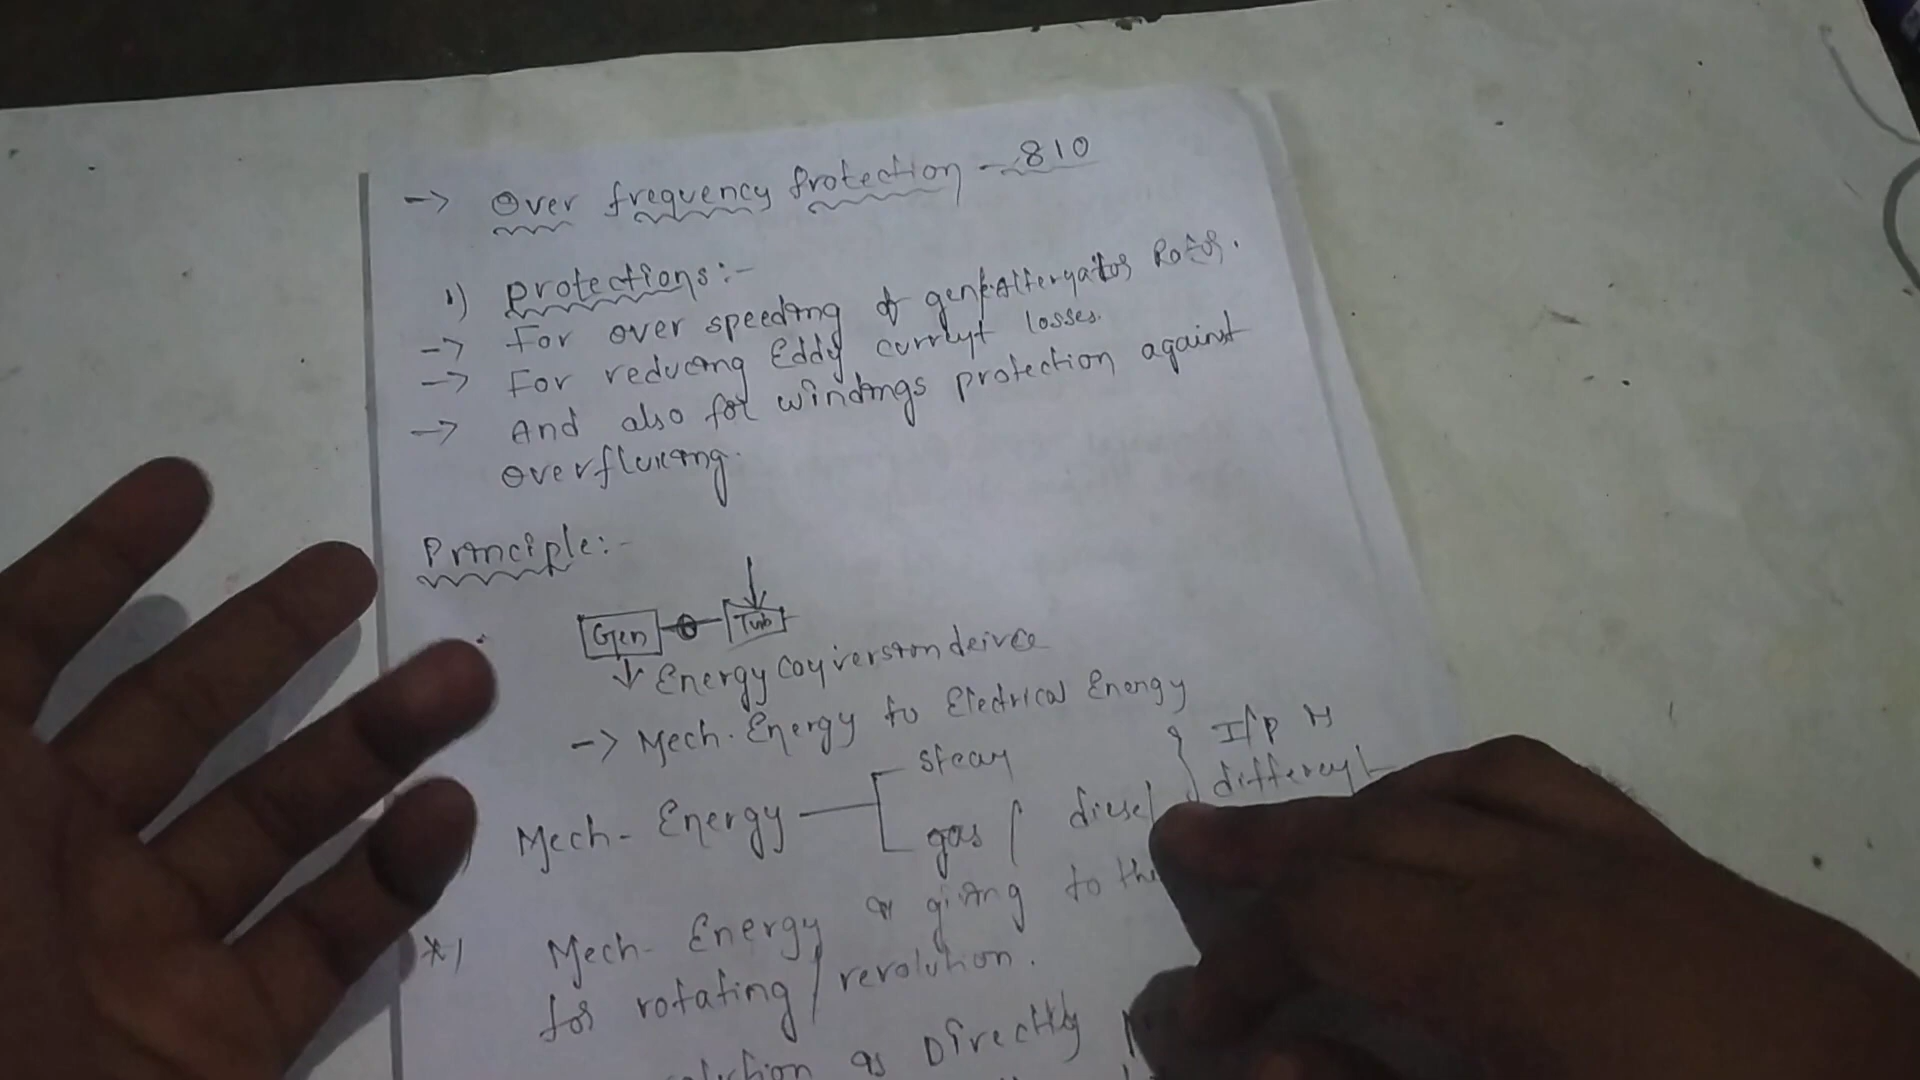 -> Over frequency Protection - 810
1) Protections:-
-> For over speeding of gen/Alternator Rotor.
-> For reducing Eddy current losses.
-> And also for windings protection against
overfluxing.
Principle:-
Gen Turb
Energy conversion deivce
-> Mech. Energy to Electrical Energy
Mech- Energy steam
gas / diesel } I/p is
different
*) Mech- Energy is giving to the
for rotating / revolution.
is Directly